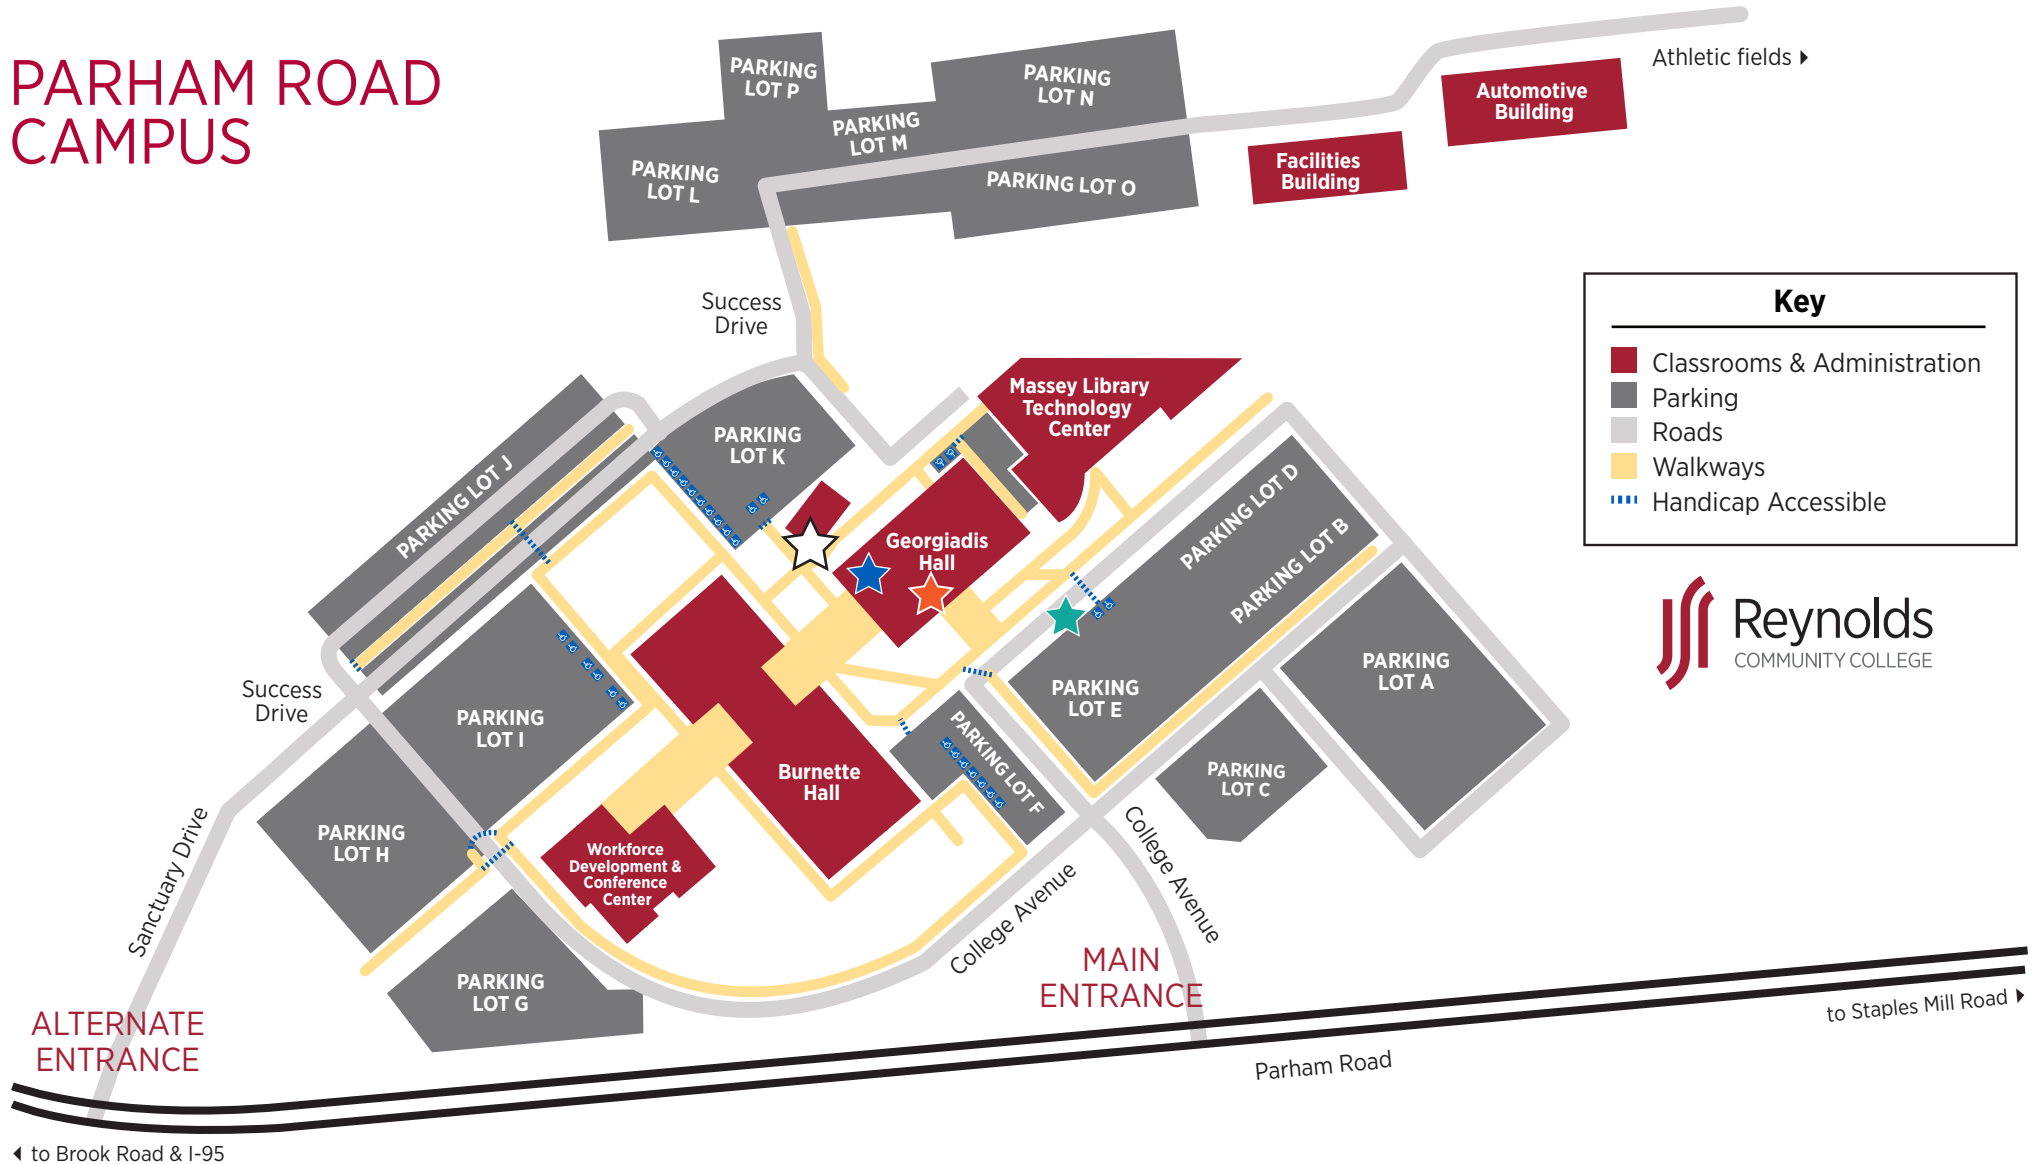 PARHAM ROAD
CAMPUS
PARKING
LOT P
PARKING
LOT N
PARKING
LOT M
PARKING
LOT L
PARKING LOT O
Athletic fields
Automotive
Building
Facilities
Building
Success
Drive
Key
Classrooms & Administration
Parking
Roads
Walkways
Handicap Accessible
Massey Library
Technology
Center
PARKING
LOT K
PARKING LOT J
Georgiadis
Hall
PARKING LOT D
PARKING LOT B
Reynolds
COMMUNITY COLLEGE
PARKING
LOT A
PARKING
LOT E
Success
Drive
PARKING
LOT I
PARKING LOT F
Burnette
Hall
PARKING
LOT C
PARKING
LOT H
Workforce
Development &
Conference
Center
Sanctuary Drive
College Avenue
College Avenue
PARKING
LOT G
MAIN
ENTRANCE
ALTERNATE
ENTRANCE
to Staples Mill Road
Parham Road
to Brook Road & I-95